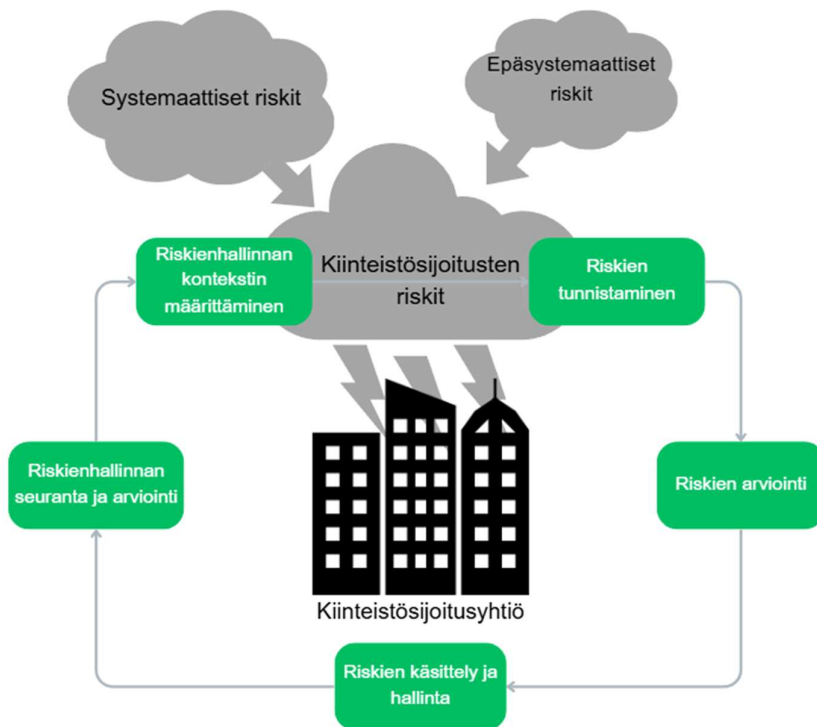 Systemaattiset riskit
Epäsystemaattiset
riskit
Riskienhallinnan
kontekstin
määrittäminen
Kiinteistösijoitusten
riskit
Riskien
tunnistaminen
Riskienhallinnan
seuranta ja arviointi
Riskien arviointi
Kiinteistösijoitusyhtiö
Riskien käsittely ja
hallinta